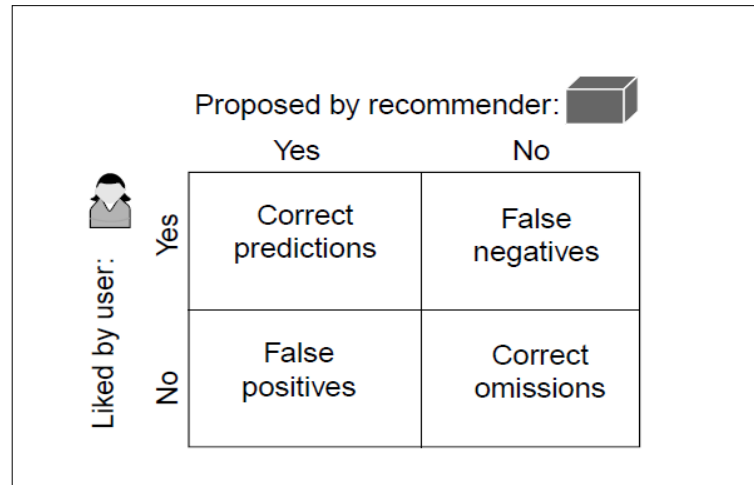 Proposed by recommender:
Yes No
Liked by user:
Yes
Correct
predictions
False
negatives
No
False
positives
Correct
omissions